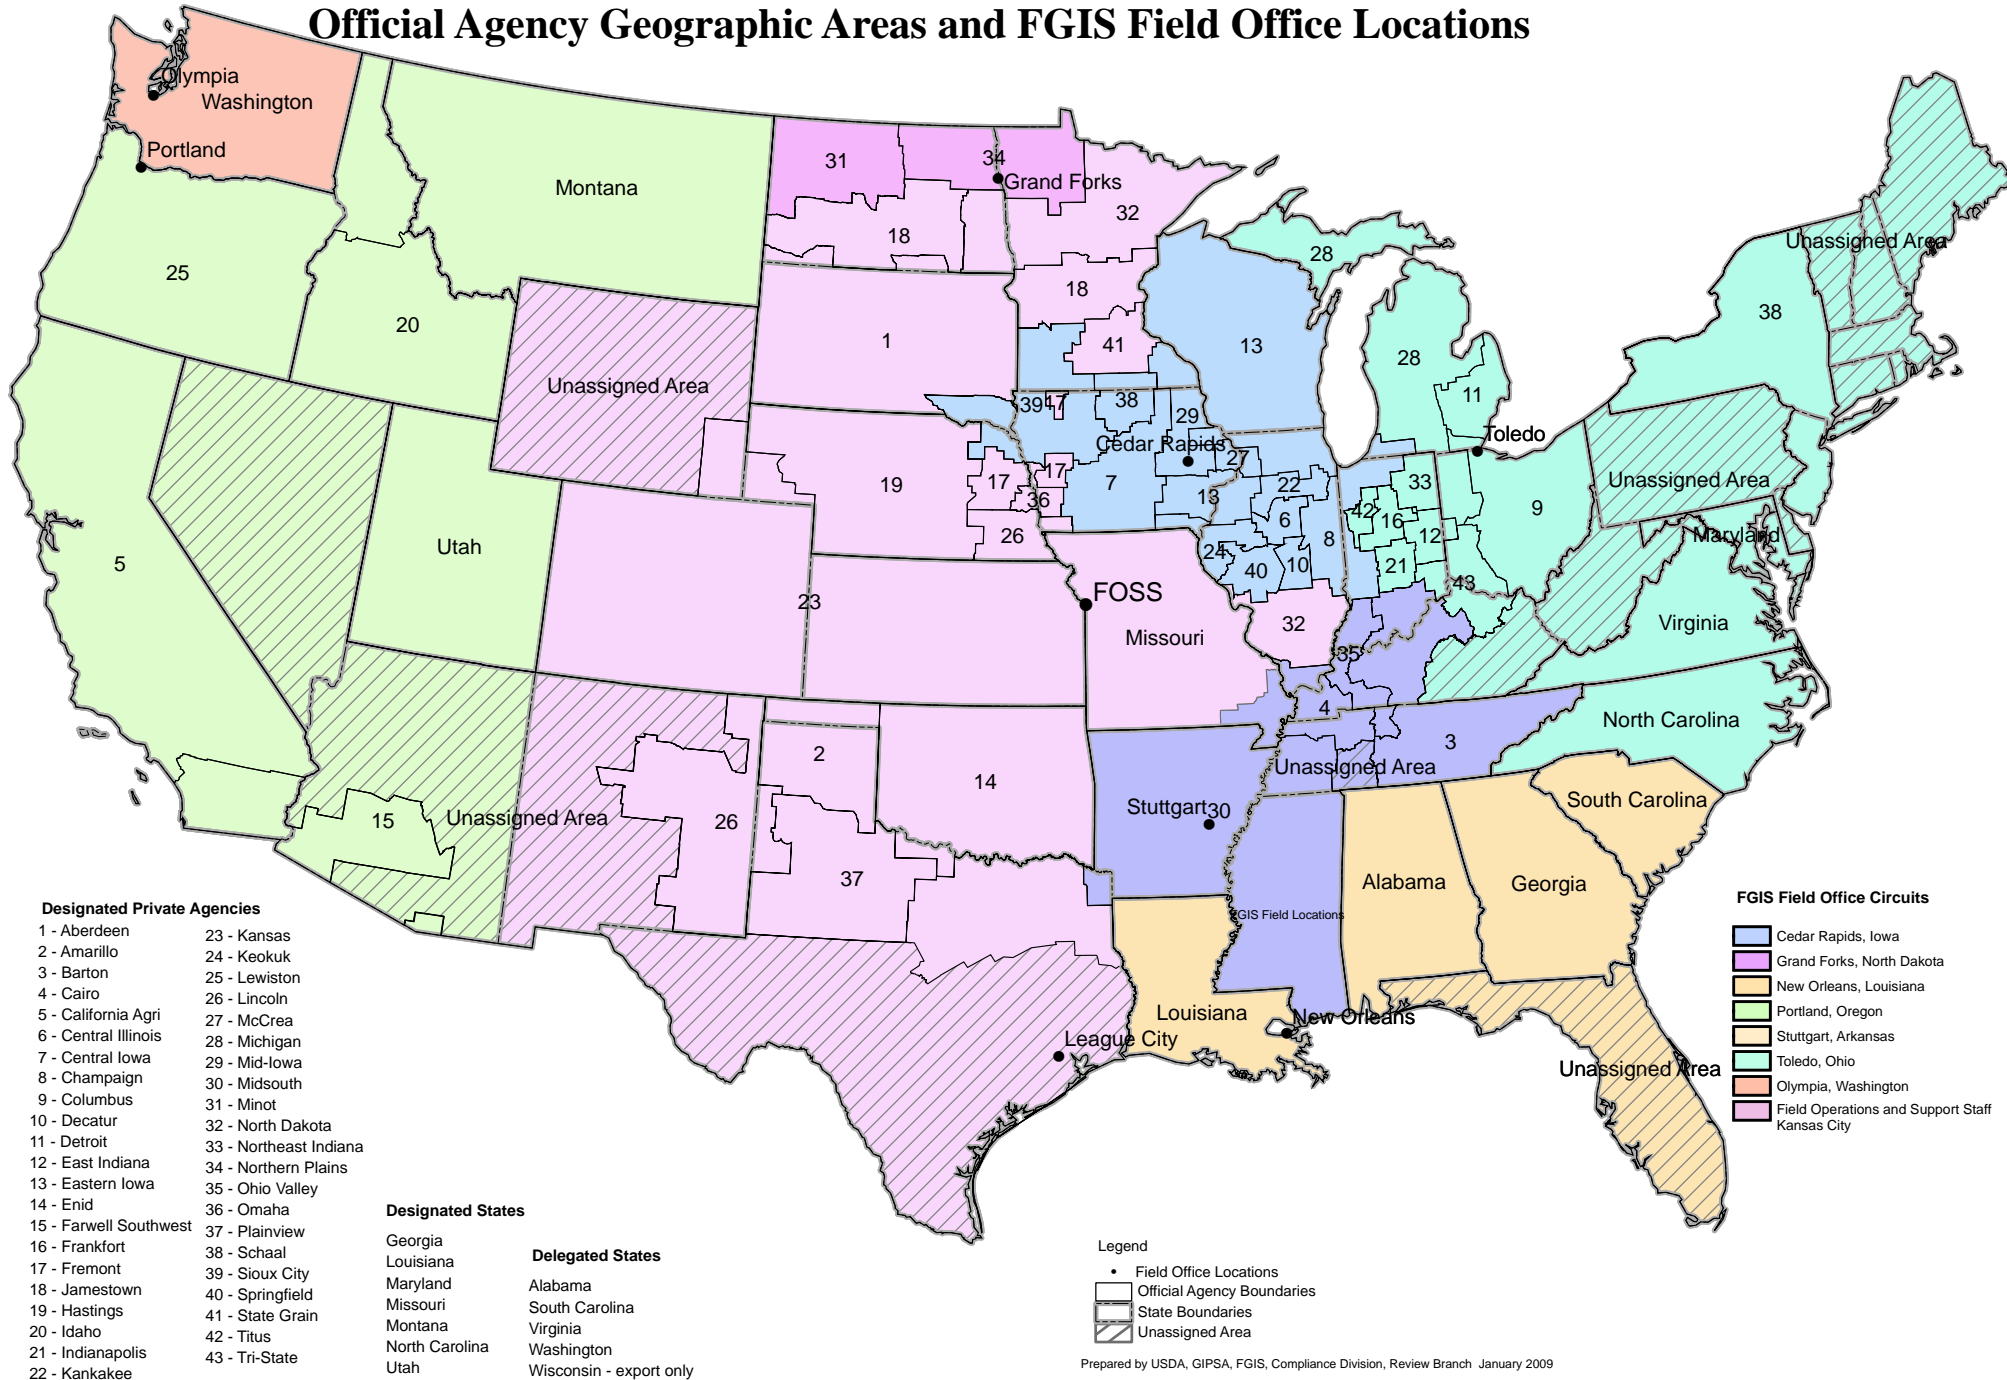 Official Agency Geographic Areas and FGIS Field Office Locations
Olympia
Washington
Portland
Montana
31
34
Grand Forks
32
18
28
Unassigned Area
25
20
18
38
1
41
13
28
Unassigned Area
11
39
17
38
29
Toledo
Cedar Rapids
27
17
17
7
22
33
Unassigned Area
19
36
13
6
42
16
9
5
Utah
26
8
12
Maryland
24
40
10
21
23
FOSS
43
Missouri
32
Virginia
35
4
North Carolina
2
3
14
Unassigned Area
South Carolina
15
Unassigned Area
26
Stuttgart
30
37
Alabama
Georgia
FGIS Field Locations
Louisiana
New Orleans
League City
Unassigned Area
Designated Private Agencies
1 - Aberdeen
2 - Amarillo
3 - Barton
4 - Cairo
5 - California Agri
6 - Central Illinois
7 - Central Iowa
8 - Champaign
9 - Columbus
10 - Decatur
11 - Detroit
12 - East Indiana
13 - Eastern Iowa
14 - Enid
15 - Farwell Southwest
16 - Frankfort
17 - Fremont
18 - Jamestown
19 - Hastings
20 - Idaho
21 - Indianapolis
22 - Kankakee
23 - Kansas
24 - Keokuk
25 - Lewiston
26 - Lincoln
27 - McCrea
28 - Michigan
29 - Mid-Iowa
30 - Midsouth
31 - Minot
32 - North Dakota
33 - Northeast Indiana
34 - Northern Plains
35 - Ohio Valley
36 - Omaha
37 - Plainview
38 - Schaal
39 - Sioux City
40 - Springfield
41 - State Grain
42 - Titus
43 - Tri-State
Designated States
Georgia
Louisiana
Maryland
Missouri
Montana
North Carolina
Utah
Delegated States
Alabama
South Carolina
Virginia
Washington
Wisconsin - export only
Legend
Field Office Locations
Official Agency Boundaries
State Boundaries
Unassigned Area
Prepared by USDA, GIPSA, FGIS, Compliance Division, Review Branch January 2009
FGIS Field Office Circuits
Cedar Rapids, Iowa
Grand Forks, North Dakota
New Orleans, Louisiana
Portland, Oregon
Stuttgart, Arkansas
Toledo, Ohio
Olympia, Washington
Field Operations and Support Staff
Kansas City